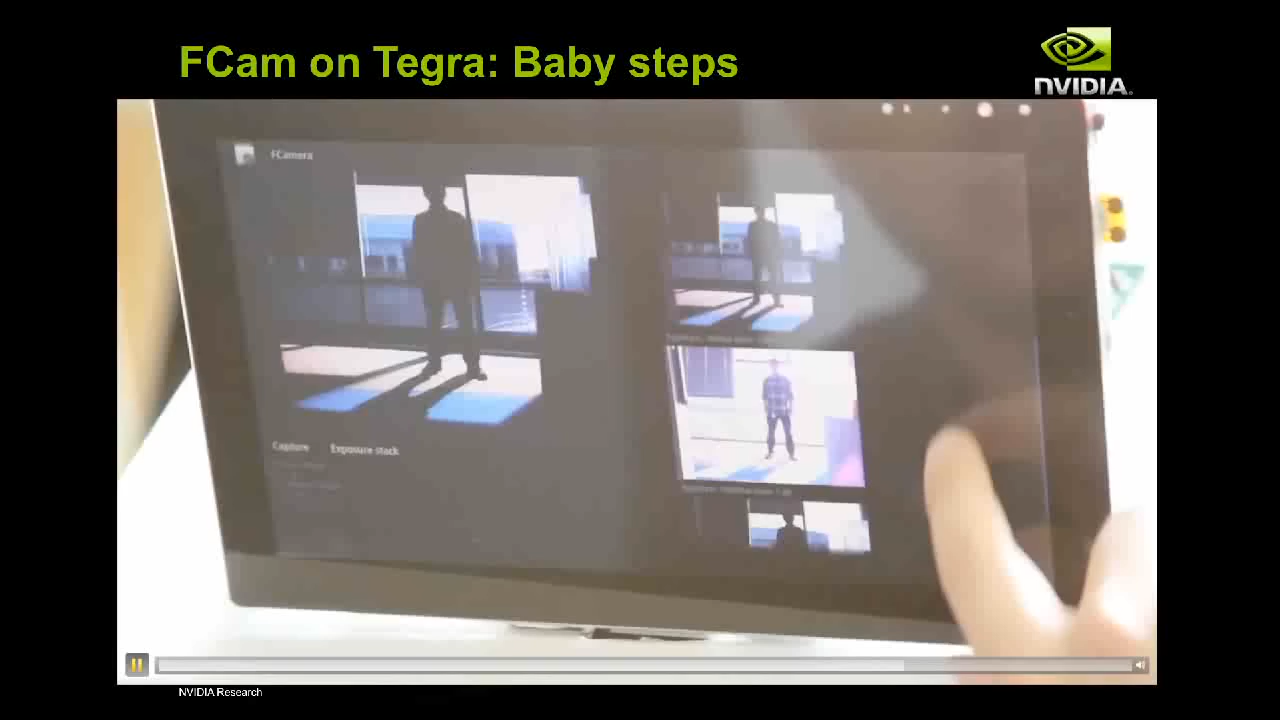 FCam on Tegra: Baby steps
NVIDIA
FCamera
Capture
Exposure stack
NVIDIA Research